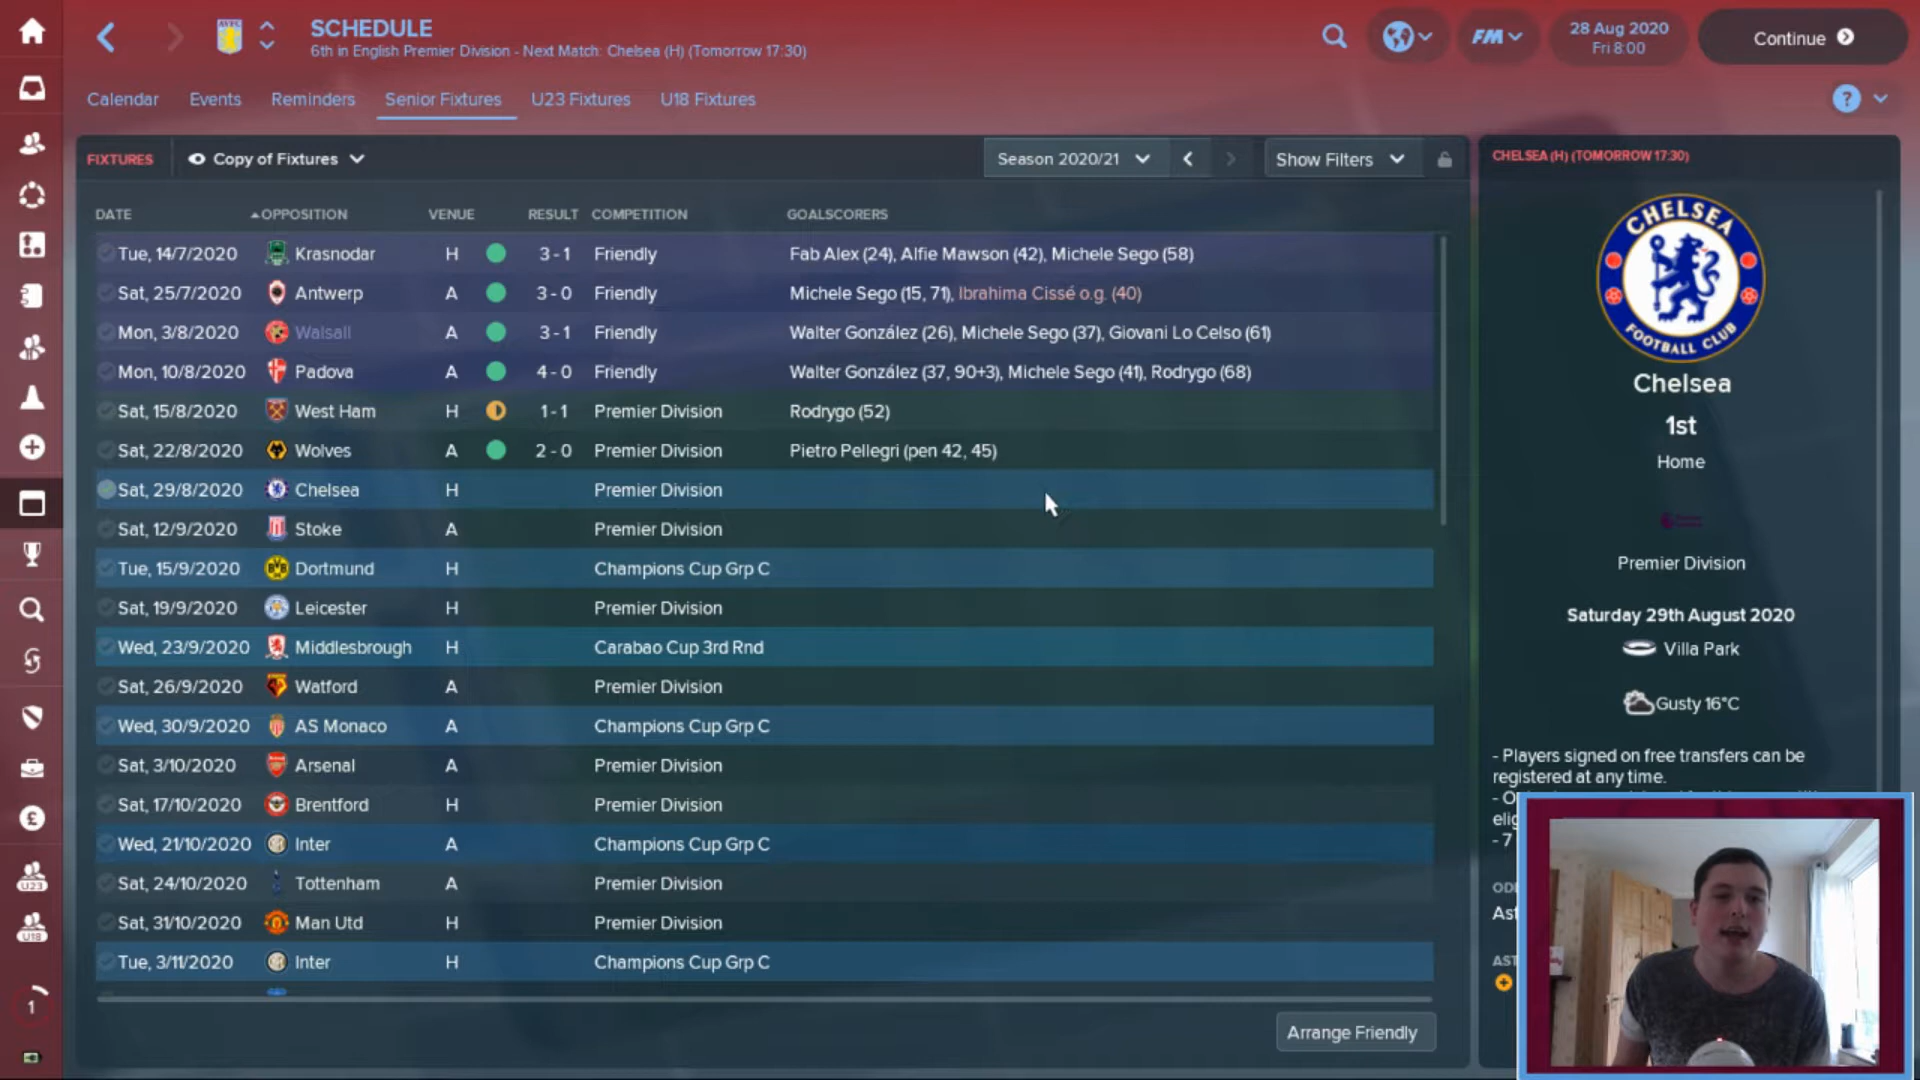 SCHEDULE
6th in English Premier Division - Next Match: Chelsea (H) (Tomorrow 17:30)
FM
28 Aug 2020
Fri 8:00
Continue
Calendar Events Reminders Senior Fixtures U23 Fixtures U18 Fixtures
?
FIXTURES Copy of Fixtures Season 2020/21 Show Filters
DATE OPPOSITION VENUE RESULT COMPETITION GOALSCORERS
Tue, 14/7/2020 Krasnodar H 3 - 1 Friendly Fab Alex (24), Alfie Mawson (42), Michele Sego (58)
Sat, 25/7/2020 Antwerp A 3 - 0 Friendly Michele Sego (15, 71), Ibrahima Cissé o.g. (40)
Mon, 3/8/2020 Walsall A 3 - 1 Friendly Walter González (26), Michele Sego (37), Giovani Lo Celso (61)
Mon, 10/8/2020 Padova A 4 - 0 Friendly Walter González (37, 90+3), Michele Sego (41), Rodrygo (68)
Sat, 15/8/2020 West Ham H 1 - 1 Premier Division Rodrygo (52)
Sat, 22/8/2020 Wolves A 2 - 0 Premier Division Pietro Pellegri (pen 42, 45)
Sat, 29/8/2020 Chelsea H Premier Division
Sat, 12/9/2020 Stoke A Premier Division
Tue, 15/9/2020 Dortmund H Champions Cup Grp C
Sat, 19/9/2020 Leicester H Premier Division
Wed, 23/9/2020 Middlesbrough H Carabao Cup 3rd Rnd
Sat, 26/9/2020 Watford A Premier Division
Wed, 30/9/2020 AS Monaco A Champions Cup Grp C
Sat, 3/10/2020 Arsenal A Premier Division
Sat, 17/10/2020 Brentford H Premier Division
Wed, 21/10/2020 Inter A Champions Cup Grp C
Sat, 24/10/2020 Tottenham A Premier Division
Sat, 31/10/2020 Man Utd H Premier Division
Tue, 3/11/2020 Inter H Champions Cup Grp C
Arrange Friendly
CHELSEA (H) (TOMORROW 17:30)
CHELSEA
FOOTBALL CLUB
Chelsea
1st
Home
Premier Division
Saturday 29th August 2020
Villa Park
Gusty 16°C
- Players signed on free transfers can be
registered at any time.
- 7
U23
U18
1